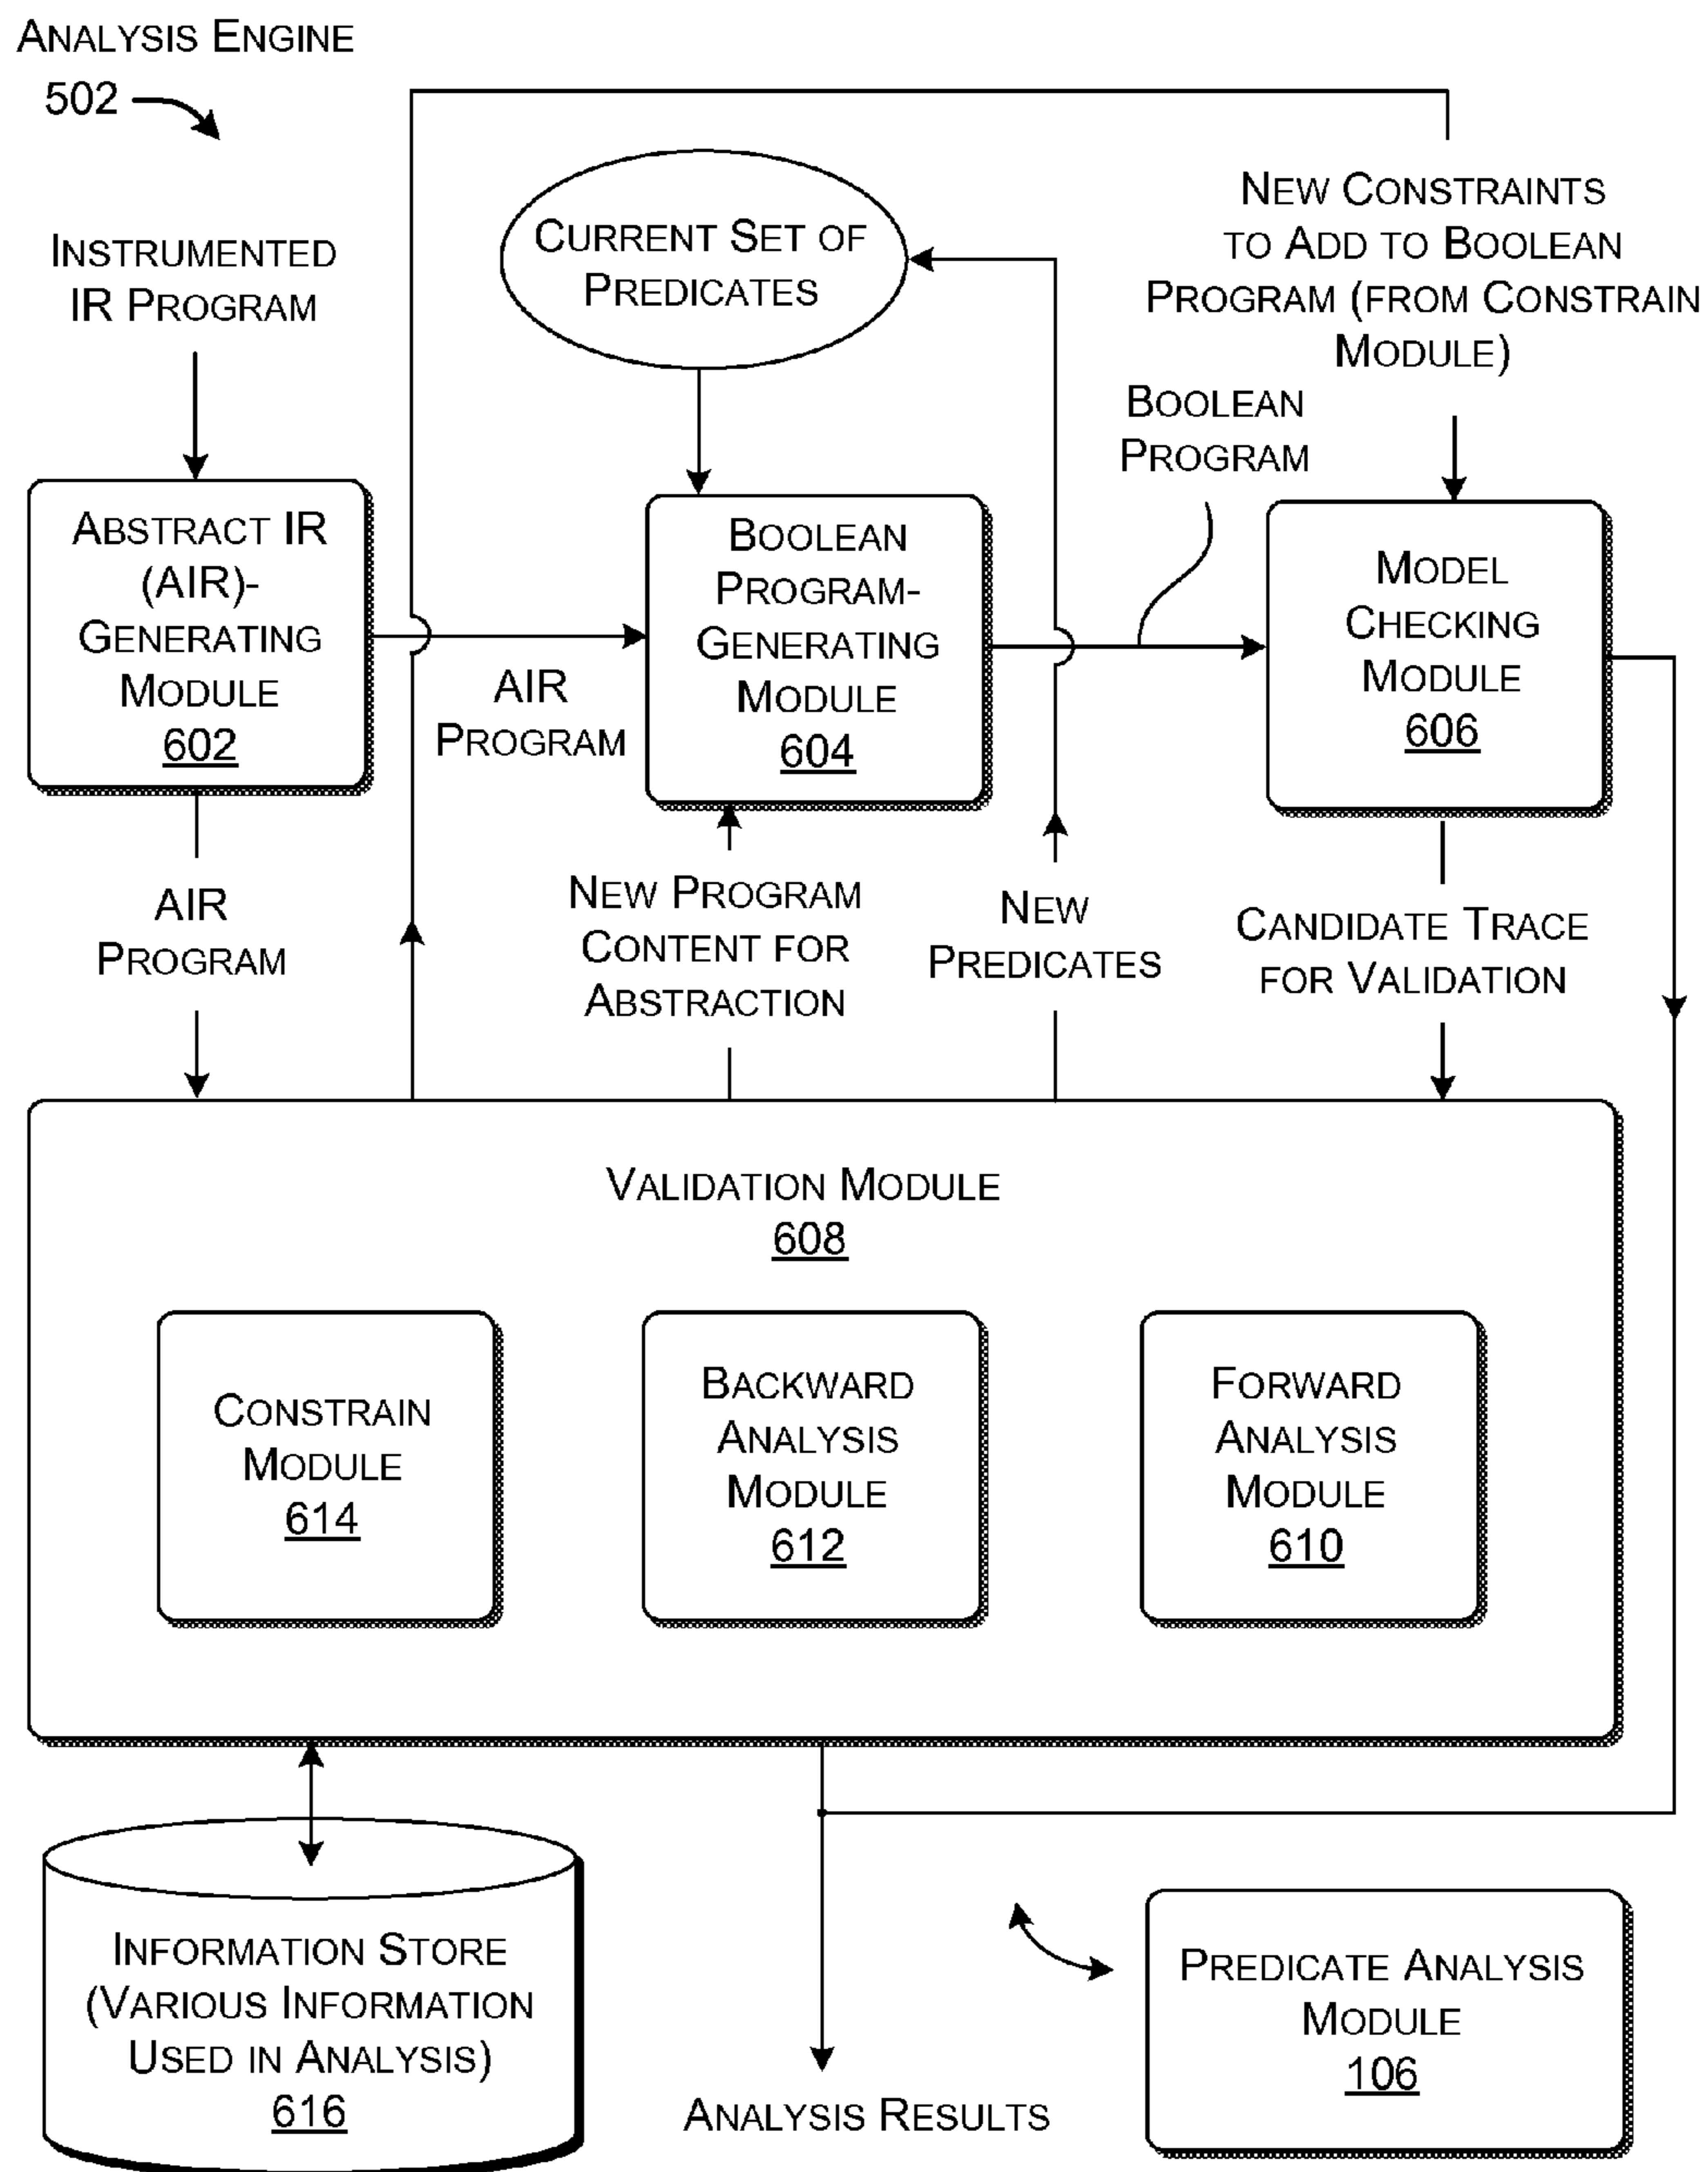 ANALYSIS ENGINE
502
INSTRUMENTED
IR PROGRAM
CURRENT SET OF
PREDICATES
NEW CONSTRAINTS
TO ADD TO BOOLEAN
PROGRAM (FROM CONSTRAIN
MODULE)
BOOLEAN
PROGRAM
ABSTRACT IR
(AIR)-
GENERATING
MODULE
602
AIR
PROGRAM
BOOLEAN
PROGRAM-
GENERATING
MODULE
604
MODEL
CHECKING
MODULE
606
AIR
PROGRAM
NEW PROGRAM
CONTENT FOR
ABSTRACTION
NEW
PREDICATES
CANDIDATE TRACE
FOR VALIDATION
VALIDATION MODULE
608
CONSTRAIN
MODULE
614
BACKWARD
ANALYSIS
MODULE
612
FORWARD
ANALYSIS
MODULE
610
INFORMATION STORE
(VARIOUS INFORMATION
USED IN ANALYSIS)
616
ANALYSIS RESULTS
PREDICATE ANALYSIS
MODULE
106